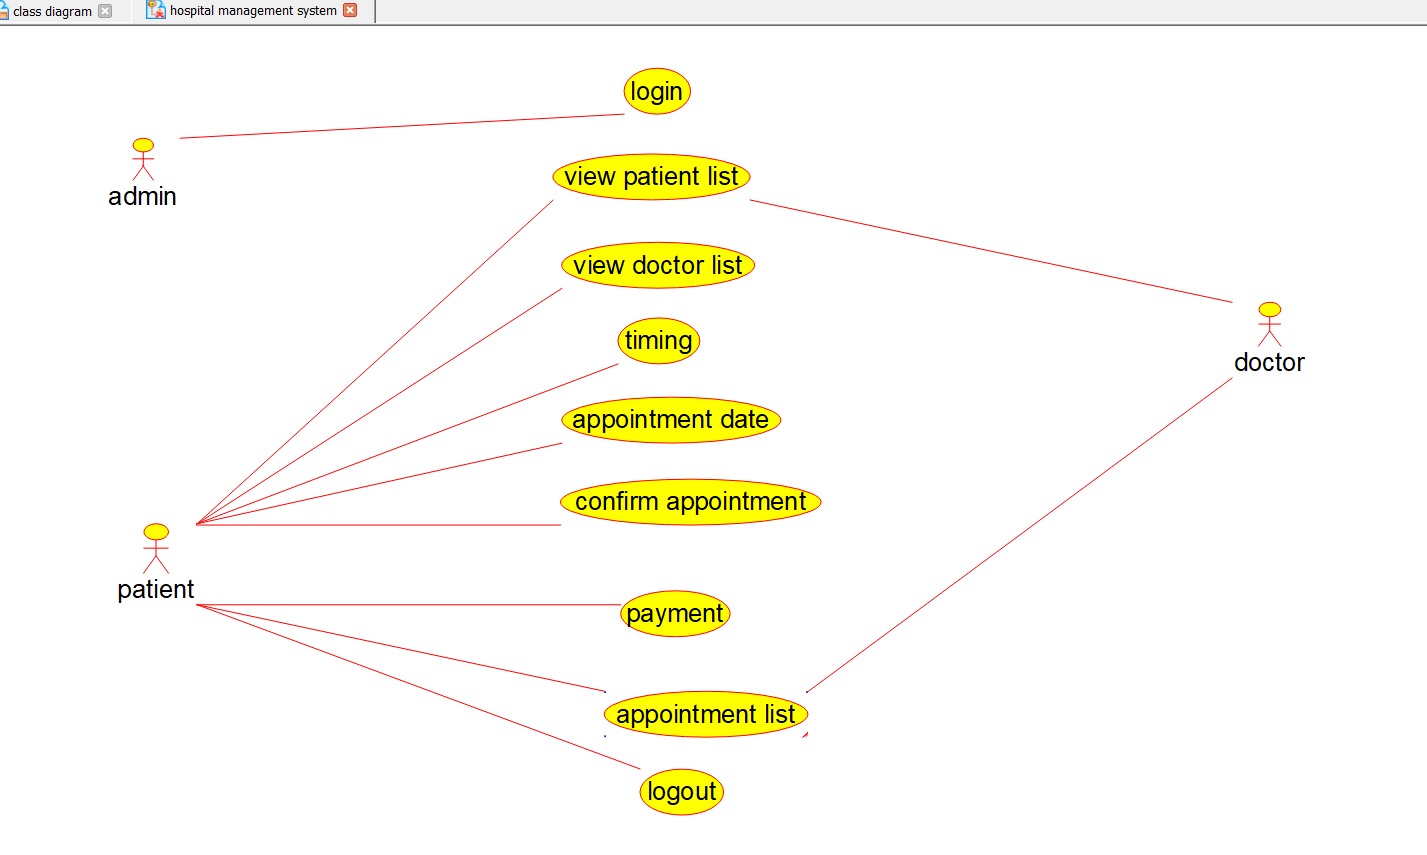 class diagram
hospital management system
login
admin
view patient list
view doctor list
timing
doctor
appointment date
confirm appointment
patient
payment
appointment list
logout